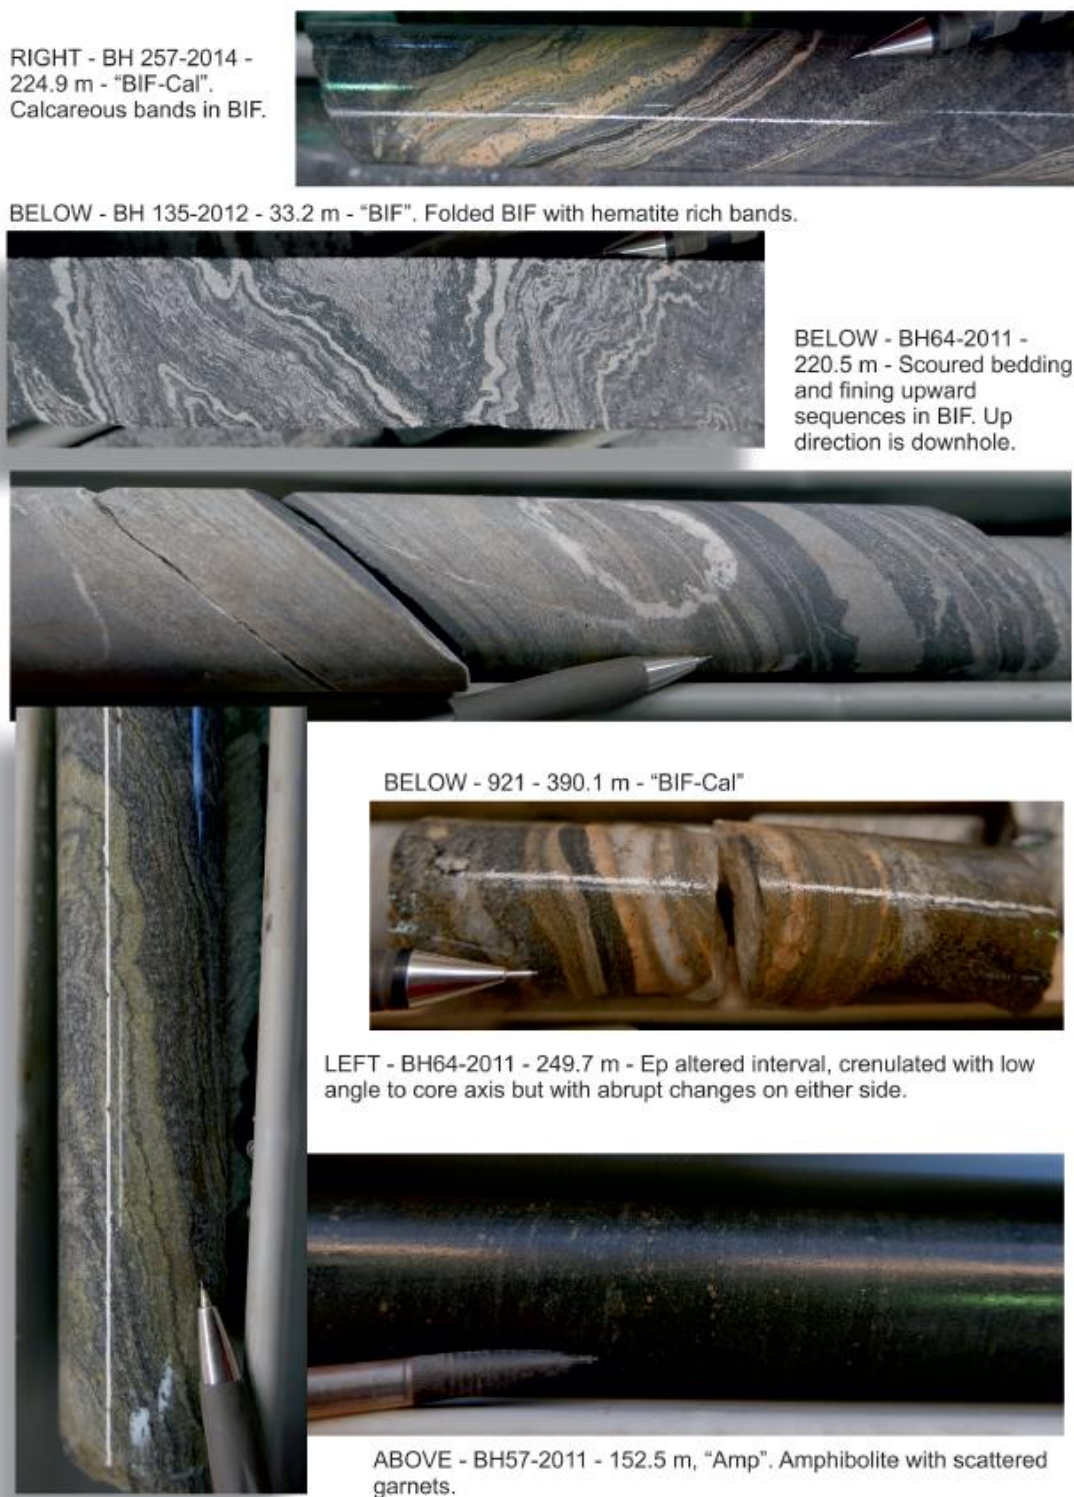 RIGHT - BH 257-2014 -
224.9 m - “BIF-Cal”.
Calcareous bands in BIF.
BELOW - BH 135-2012 - 33.2 m - “BIF”. Folded BIF with hematite rich bands.
BELOW - BH64-2011 -
220.5 m - Scoured bedding
and fining upward
sequences in BIF. Up
direction is downhole.
BELOW - 921 - 390.1 m - “BIF-Cal”
LEFT - BH64-2011 - 249.7 m - Ep altered interval, crenulated with low
angle to core axis but with abrupt changes on either side.
ABOVE - BH57-2011 - 152.5 m, “Amp”. Amphibolite with scattered
garnets.